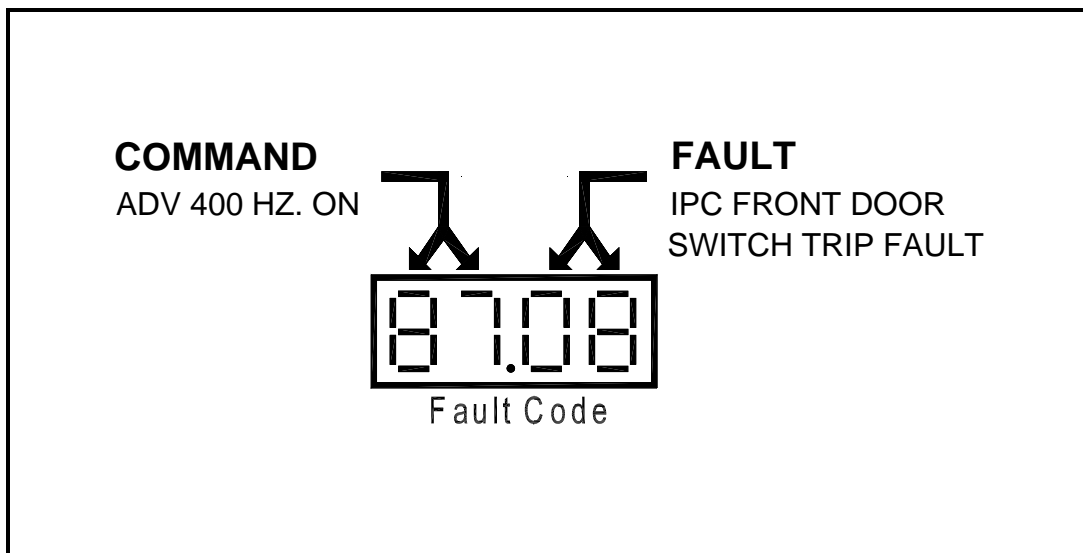 COMMAND
ADV 400 HZ. ON
FAULT
IPC FRONT DOOR
SWITCH TRIP FAULT
87.08
Fault Code